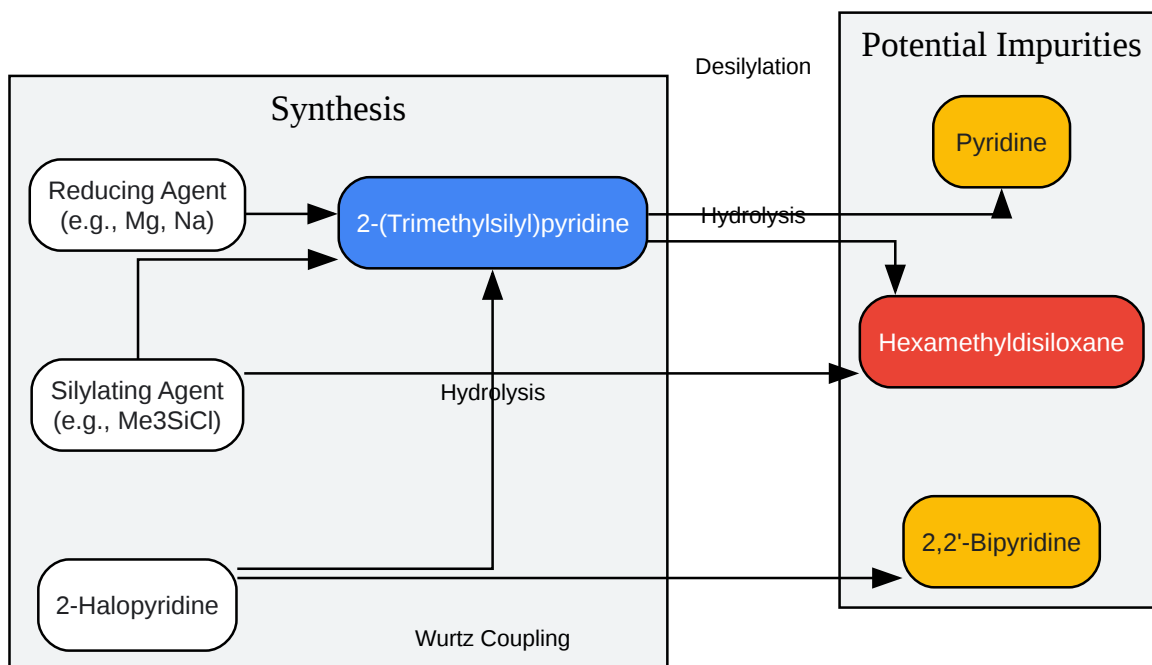 Potential Impurities
Desilylation
Synthesis
Pyridine
Reducing Agent
(e.g., Mg, Na)
2-(Trimethylsilyl)pyridine
Hydrolysis
Hexamethyldisiloxane
Silylating Agent
(e.g., Me3SiCl)
Hydrolysis
2,2'-Bipyridine
2-Halopyridine
Wurtz Coupling